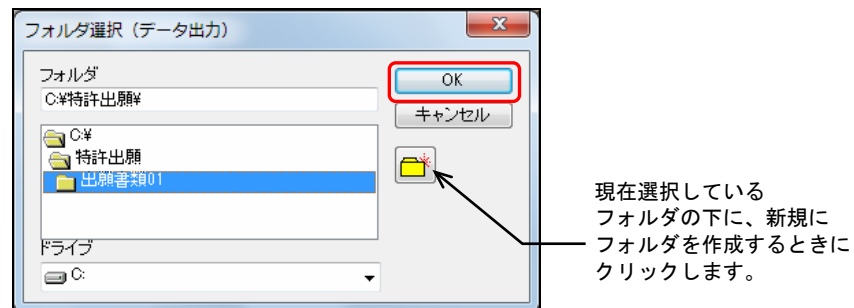 フォルダ選択（データ出力）
フォルダ
C:¥特許出願¥
OK
キャンセル
C:¥
特許出願
出願書類01
ドライブ
C:
現在選択している
フォルダの下に、新規に
フォルダを作成するときに
クリックします。